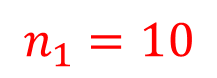 n₁ = 10